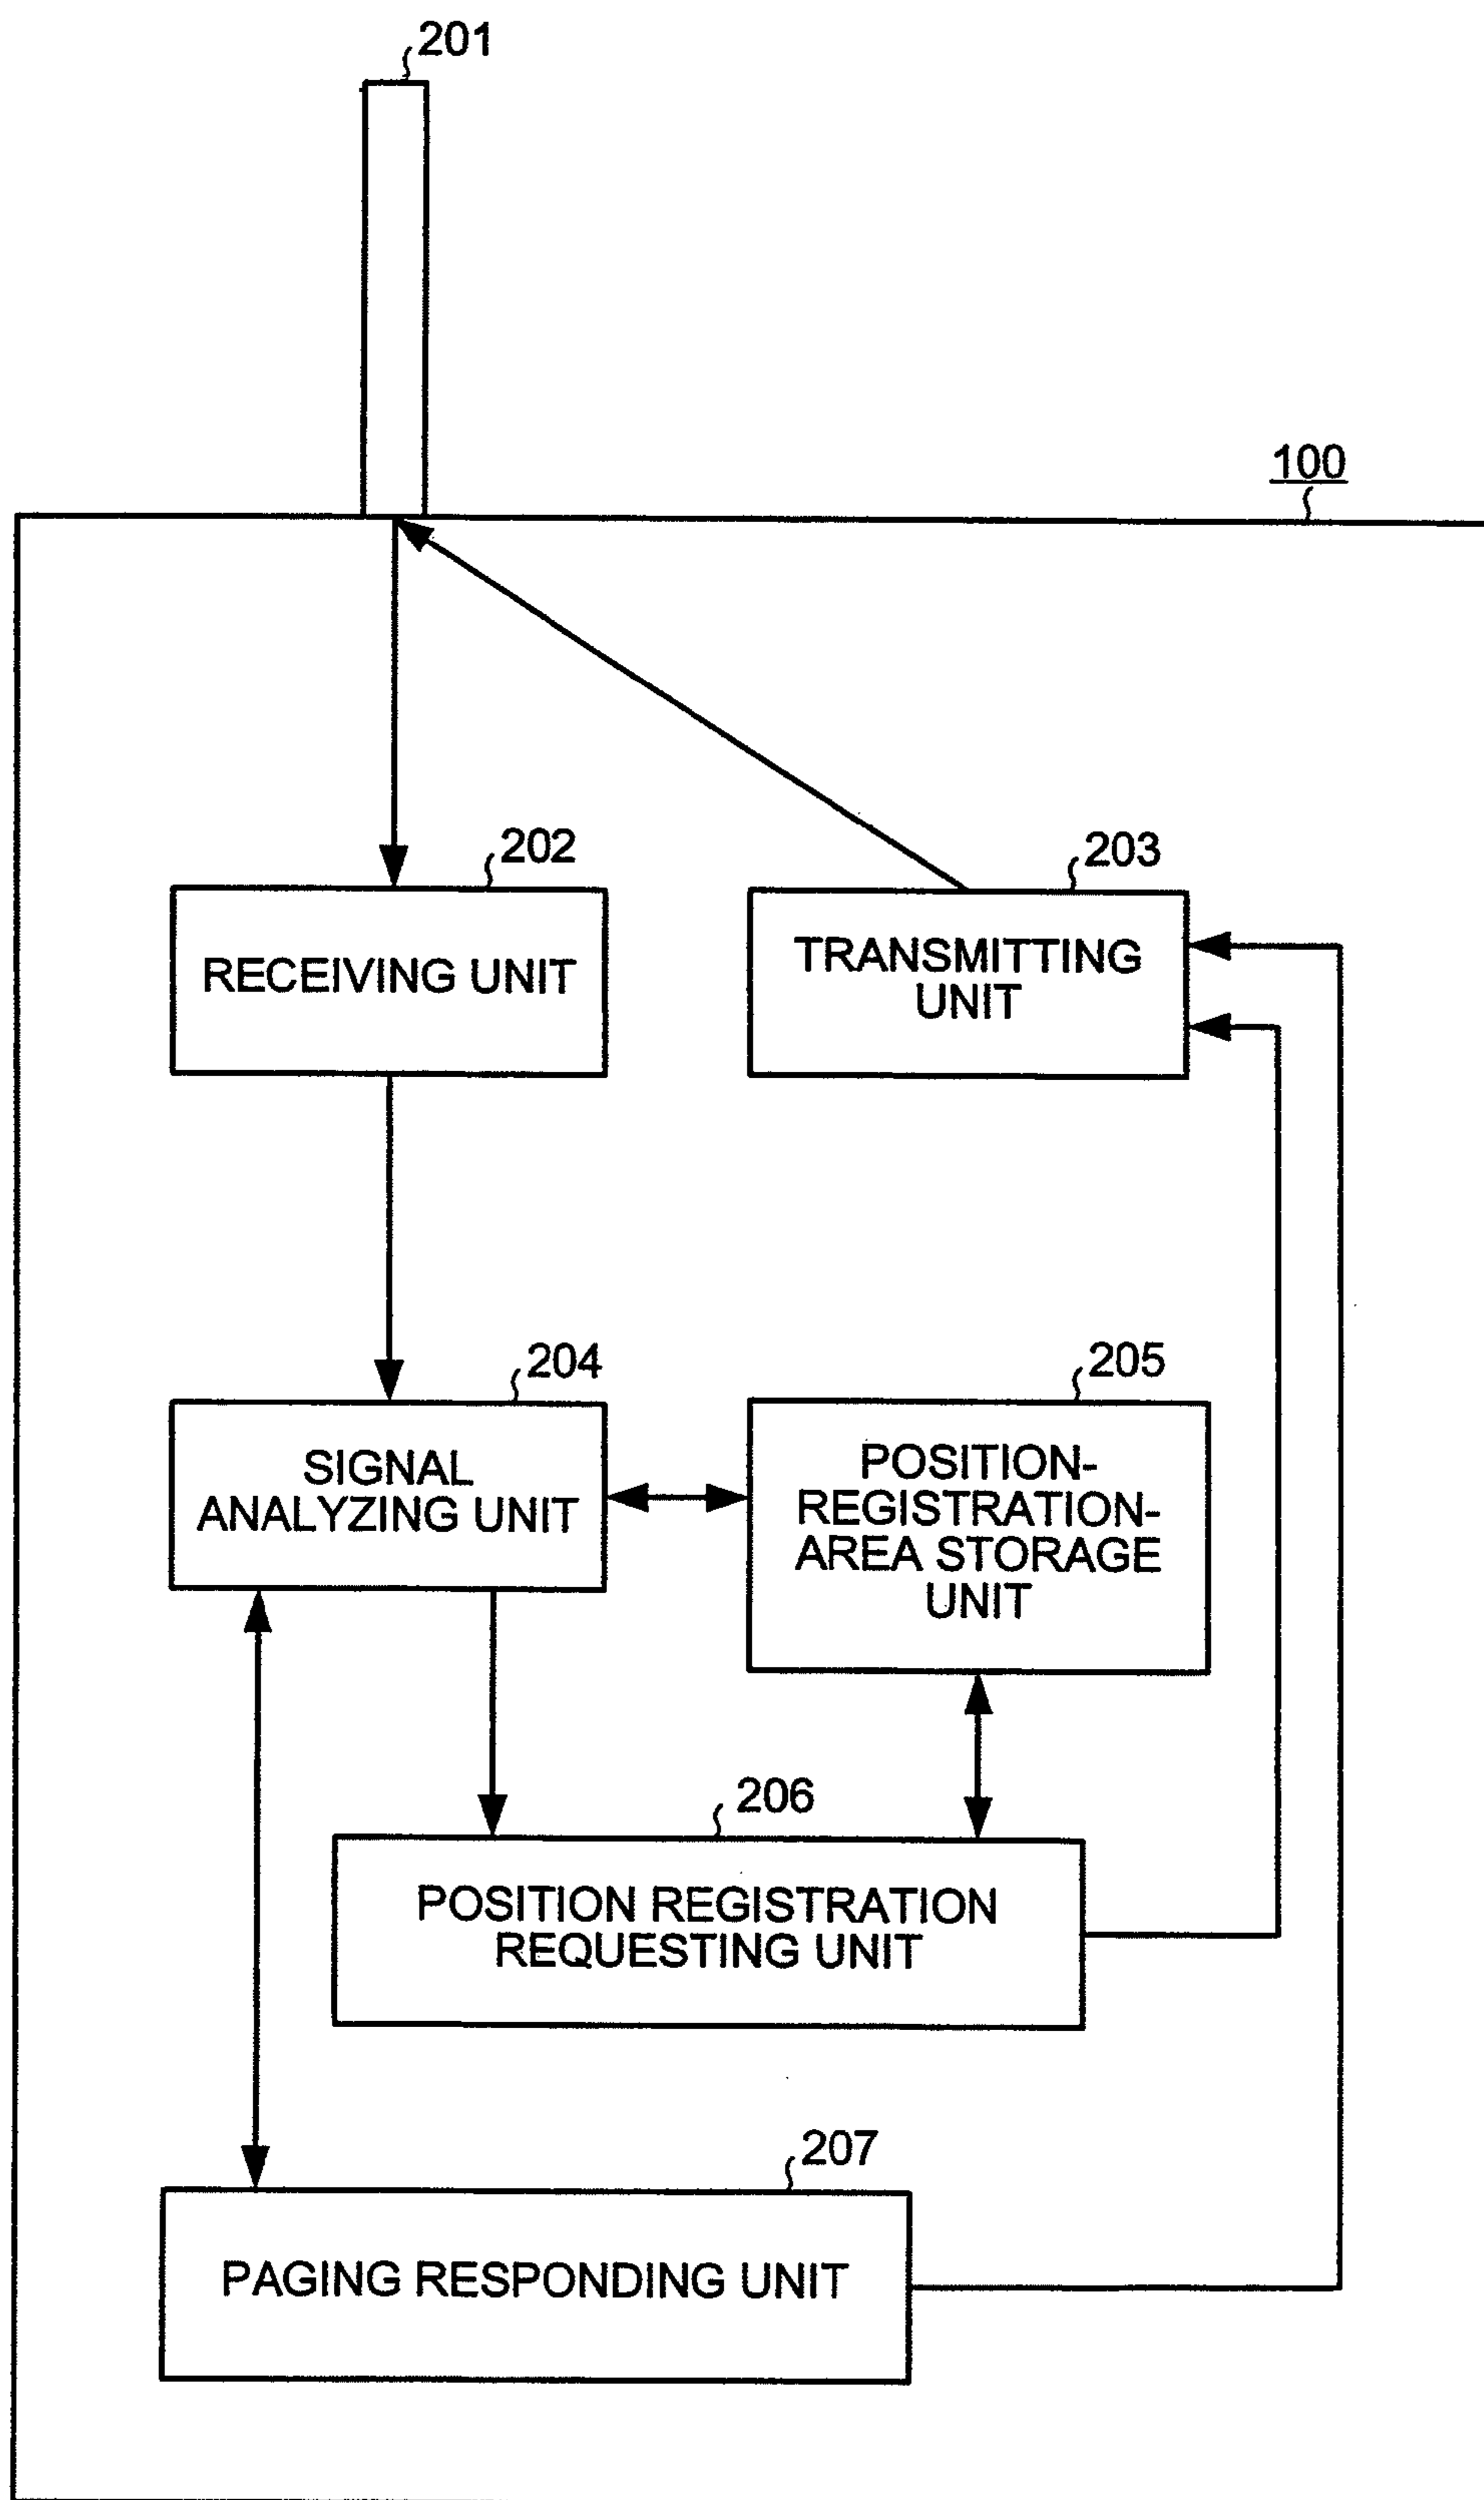 201
100
202
RECEIVING UNIT
203
TRANSMITTING
UNIT
204
SIGNAL
ANALYZING UNIT
205
POSITION-
REGISTRATION-
AREA STORAGE
UNIT
206
POSITION REGISTRATION
REQUESTING UNIT
207
PAGING RESPONDING UNIT